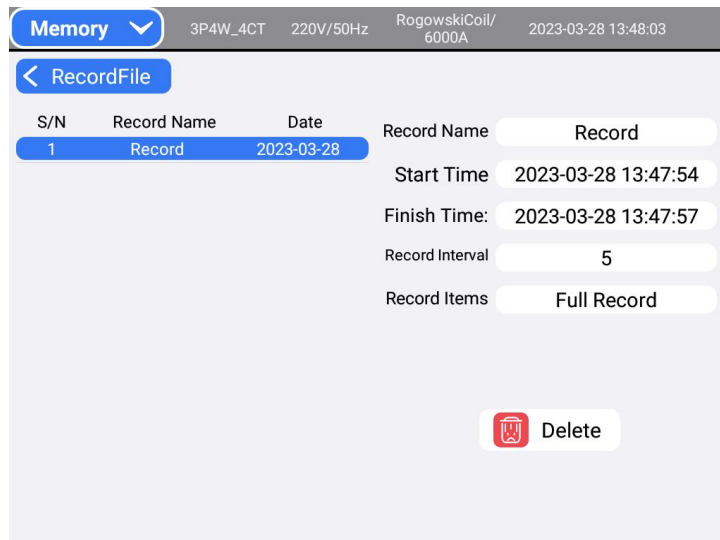 Memory 3P4W_4CT 220V/50Hz RogowskiCoil/ 2023-03-28 13:48:03
6000A
RecordFile
S/N Record Name Date
1 Record 2023-03-28
Record Name Record
Start Time 2023-03-28 13:47:54
Finish Time: 2023-03-28 13:47:57
Record Interval 5
Record Items Full Record
Delete